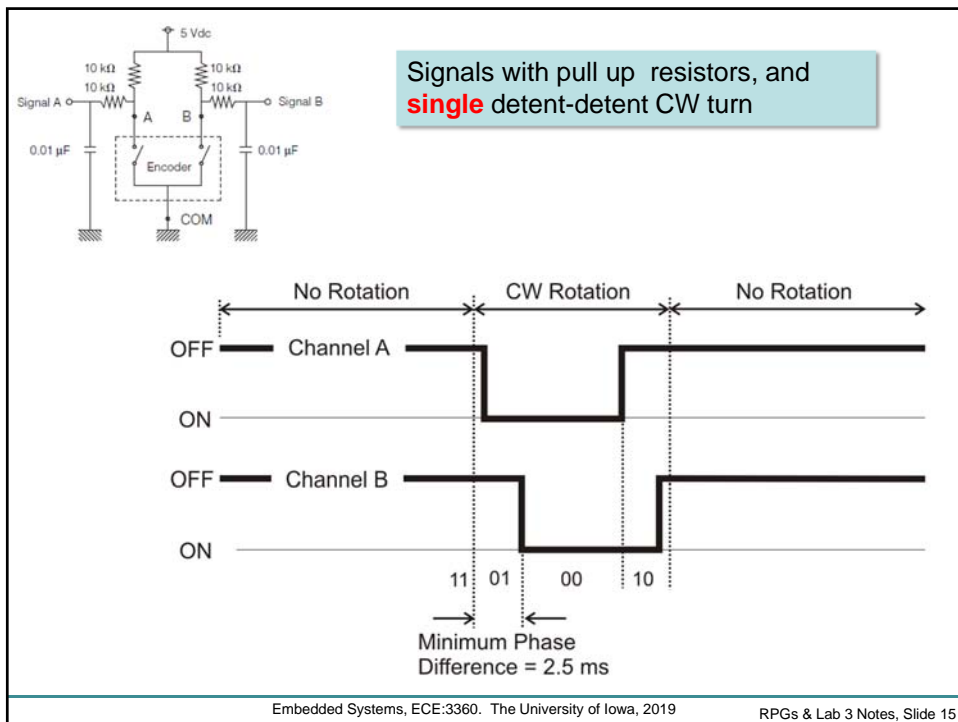 5 Vdc
10 kΩ 10 kΩ
10 kΩ 10 kΩ
Signal A Signal B
A B
0.01 μF 0.01 μF
Encoder
COM
Signals with pull up resistors, and
single detent-detent CW turn
No Rotation CW Rotation No Rotation
OFF Channel A
ON
OFF Channel B
ON
11 01 00 10
Minimum Phase
Difference = 2.5 ms
Embedded Systems, ECE:3360. The University of Iowa, 2019 RPGs & Lab 3 Notes, Slide 15